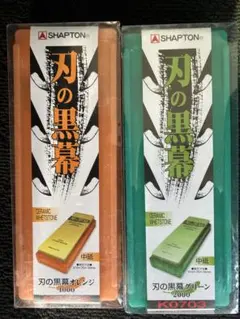 SHAPTON®
刃の黒幕
CERAMIC
WHETSTONE
中砥
刃の黒幕オレンジ
1000
SHAPTON®
刃の黒幕
CERAMIC
WHETSTONE
中砥
刃の黒幕グリーン
2000
K0703